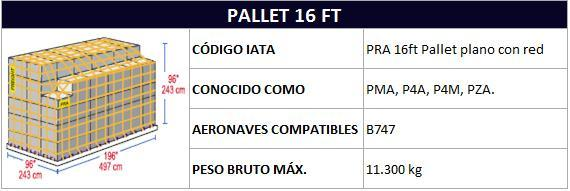 PALLET 16 FT
CÓDIGO IATA
PRA 16ft Pallet plano con red
CONOCIDO COMO
PMA, P4A, P4M, PZA.
AERONAVES COMPATIBLES
B747
PESO BRUTO MÁX.
11.300 kg
96"
243 cm
PRA
96"
243 cm
196"
497 cm